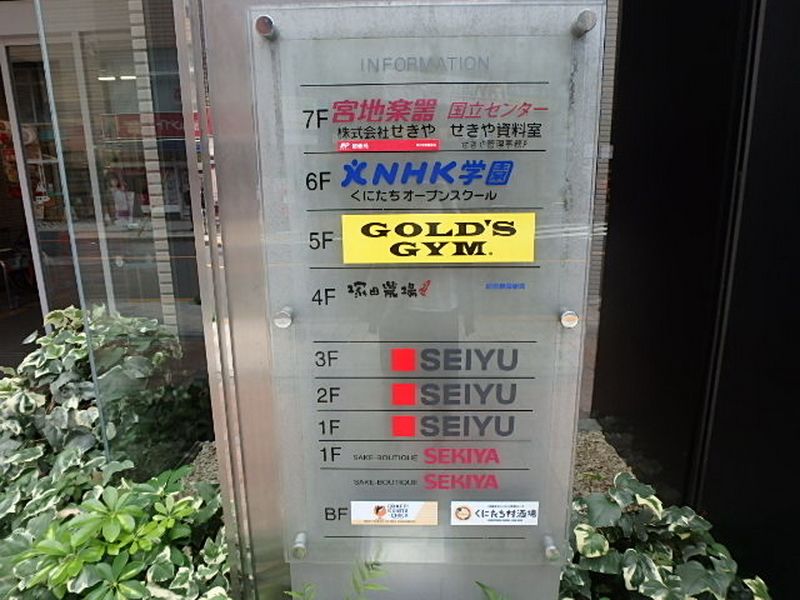 INFORMATION
7F 宮地楽器 国立センター
株式会社せきや せきや資料室
6F NHK学園
くにたちオープンスクール
5F GOLD'S GYM
4F 塚田農場
3F SEIYU
2F SEIYU
1F SEIYU
1F SAKE-BOUTIQUE SEKIYA
SAKE-BOUTIQUE SEKIYA
BF くにたち村酒場